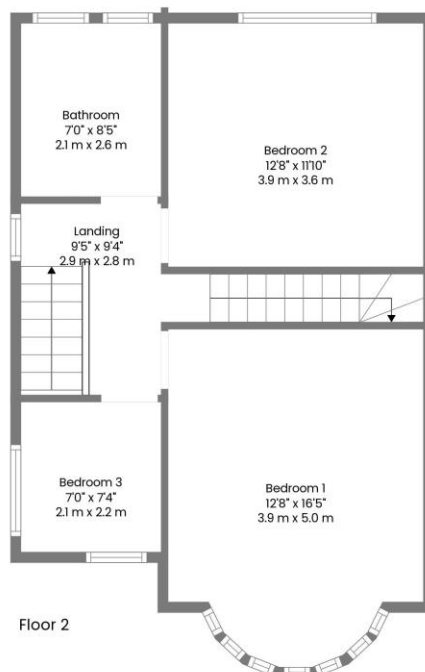 Bathroom
7'0" x 8'5"
2.1 m x 2.6 m
Bedroom 2
12'8" x 11'10"
3.9 m x 3.6 m
Landing
9'5" x 9'4"
2.9 m x 2.8 m
Bedroom 3
7'0" x 7'4"
2.1 m x 2.2 m
Bedroom 1
12'8" x 16'5"
3.9 m x 5.0 m
Floor 2